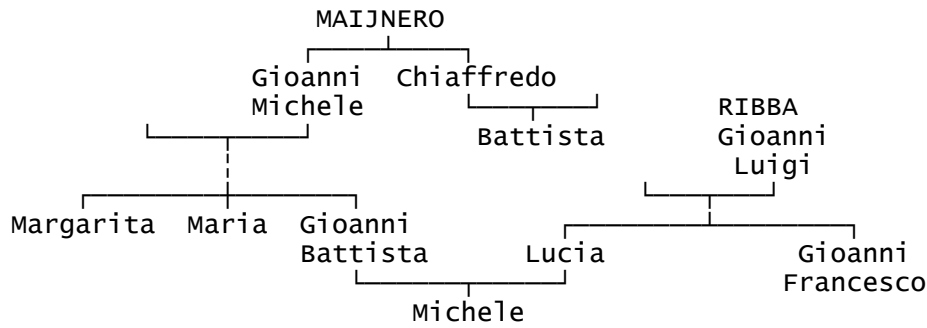 MAIJNERO
Gioanni Chiaffredo
Michele RIBBA
Battista Gioanni
Luigi
Margarita Maria Gioanni
Battista Lucia Gioanni
Francesco
Michele